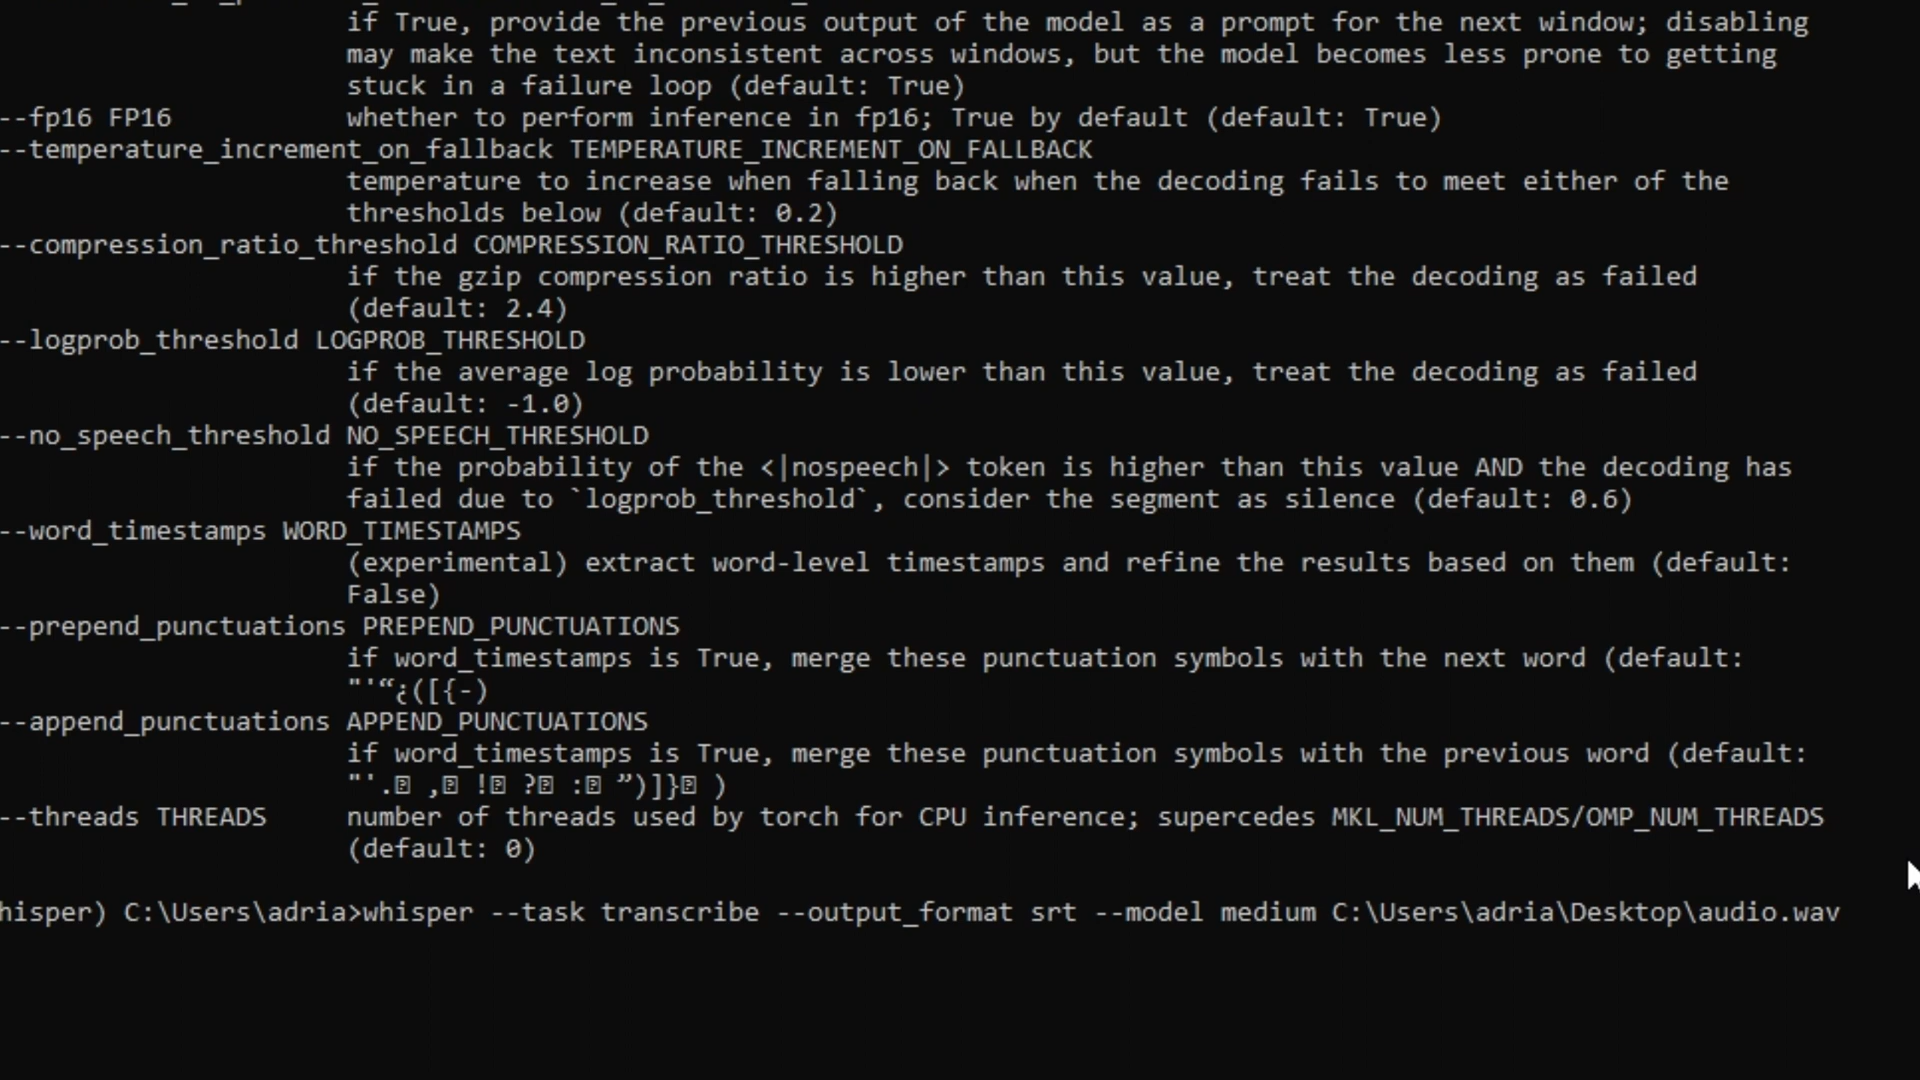 if True, provide the previous output of the model as a prompt for the next window; disabling
may make the text inconsistent across windows, but the model becomes less prone to getting
stuck in a failure loop (default: True)
--fp16 FP16 whether to perform inference in fp16; True by default (default: True)
--temperature_increment_on_fallback TEMPERATURE_INCREMENT_ON_FALLBACK
temperature to increase when falling back when the decoding fails to meet either of the
thresholds below (default: 0.2)
--compression_ratio_threshold COMPRESSION_RATIO_THRESHOLD
if the gzip compression ratio is higher than this value, treat the decoding as failed
(default: 2.4)
--logprob_threshold LOGPROB_THRESHOLD
if the average log probability is lower than this value, treat the decoding as failed
(default: -1.0)
--no_speech_threshold NO_SPEECH_THRESHOLD
if the probability of the <|nospeech|> token is higher than this value AND the decoding has
failed due to `logprob_threshold`, consider the segment as silence (default: 0.6)
--word_timestamps WORD_TIMESTAMPS
(experimental) extract word-level timestamps and refine the results based on them (default:
False)
--prepend_punctuations PREPEND_PUNCTUATIONS
if word_timestamps is True, merge these punctuation symbols with the next word (default:
"'“¿([{-)
--append_punctuations APPEND_PUNCTUATIONS
if word_timestamps is True, merge these punctuation symbols with the previous word (default:
"'.⍰ ,⍰ !⍰ ?⍰ :⍰ ”)]}⍰ )
--threads THREADS number of threads used by torch for CPU inference; supercedes MKL_NUM_THREADS/OMP_NUM_THREADS
(default: 0)
hisper) C:\Users\adria>whisper --task transcribe --output_format srt --model medium C:\Users\adria\Desktop\audio.wav